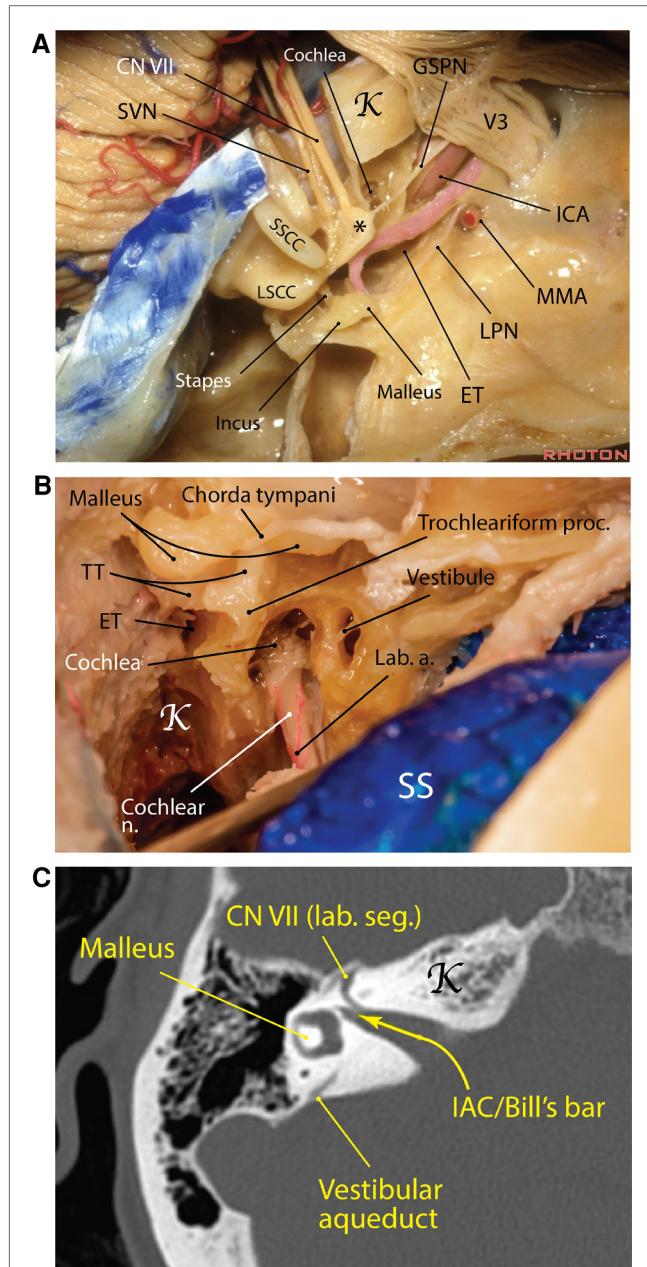 A
Cochlea
CN VII
GSPN
SVN
K
V3
*
ICA
SSCC
LSCC
MMA
LPN
Stapes
Malleus
ET
Incus
RHOTON
B
Chorda tympani
Malleus
Trochleariform proc.
TT
Vestibule
ET
Cochlea
Lab. a.
K
SS
Cochlear
n.
C
CN VII (lab. seg.)
Malleus
K
IAC/Bill's bar
Vestibular
aqueduct